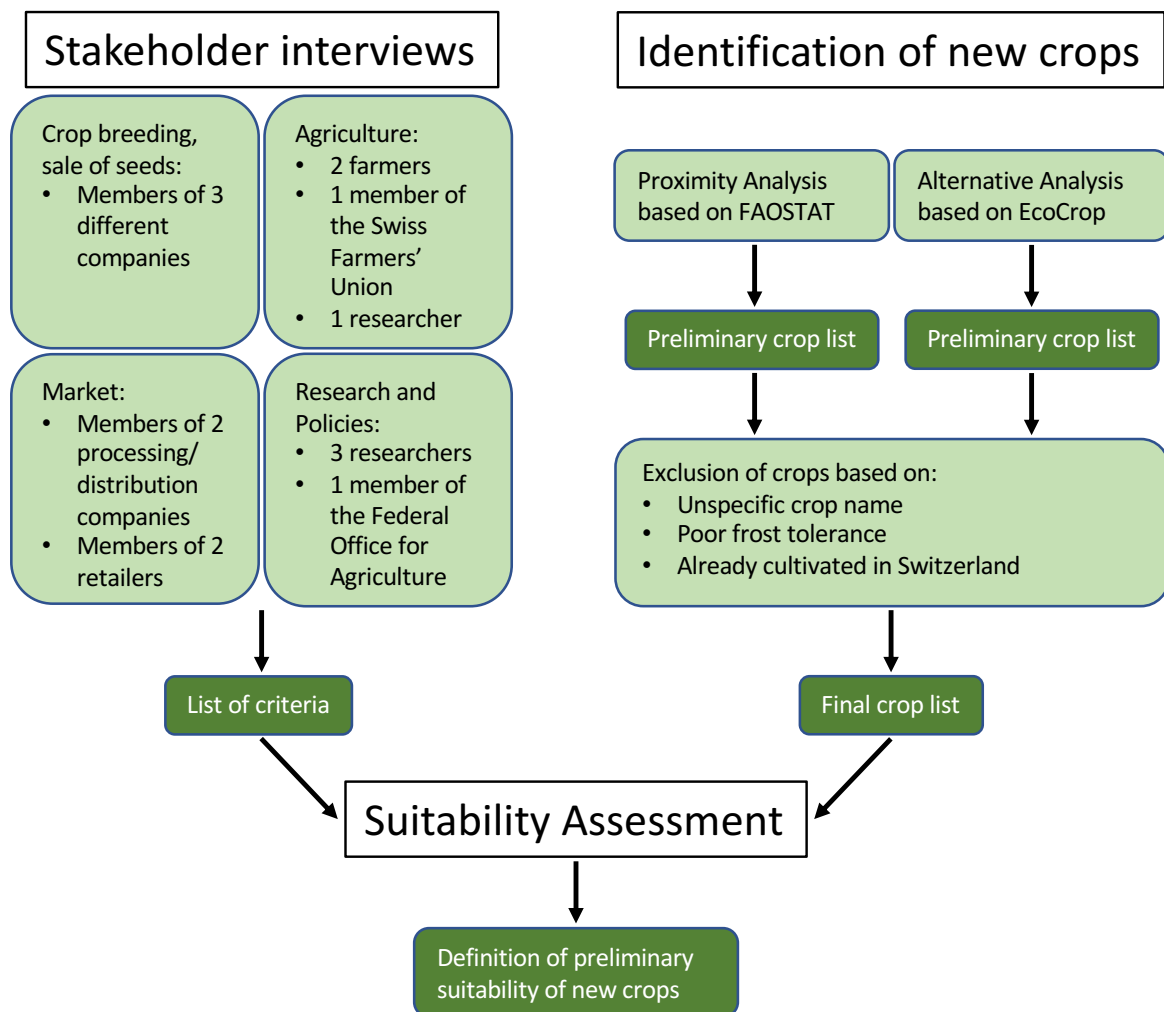 Stakeholder interviews
Crop breeding,
sale of seeds:
• Members of 3
different
companies
Agriculture:
• 2 farmers
• 1 member of
the Swiss
Farmers’
Union
• 1 researcher
Market:
• Members of 2
processing/
distribution
companies
• Members of 2
retailers
Research and
Policies:
• 3 researchers
• 1 member of
the Federal
Office for
Agriculture
List of criteria
Identification of new crops
Proximity Analysis
based on FAOSTAT
Alternative Analysis
based on EcoCrop
Preliminary crop list
Preliminary crop list
Exclusion of crops based on:
• Unspecific crop name
• Poor frost tolerance
• Already cultivated in Switzerland
Final crop list
Suitability Assessment
Definition of preliminary
suitability of new crops